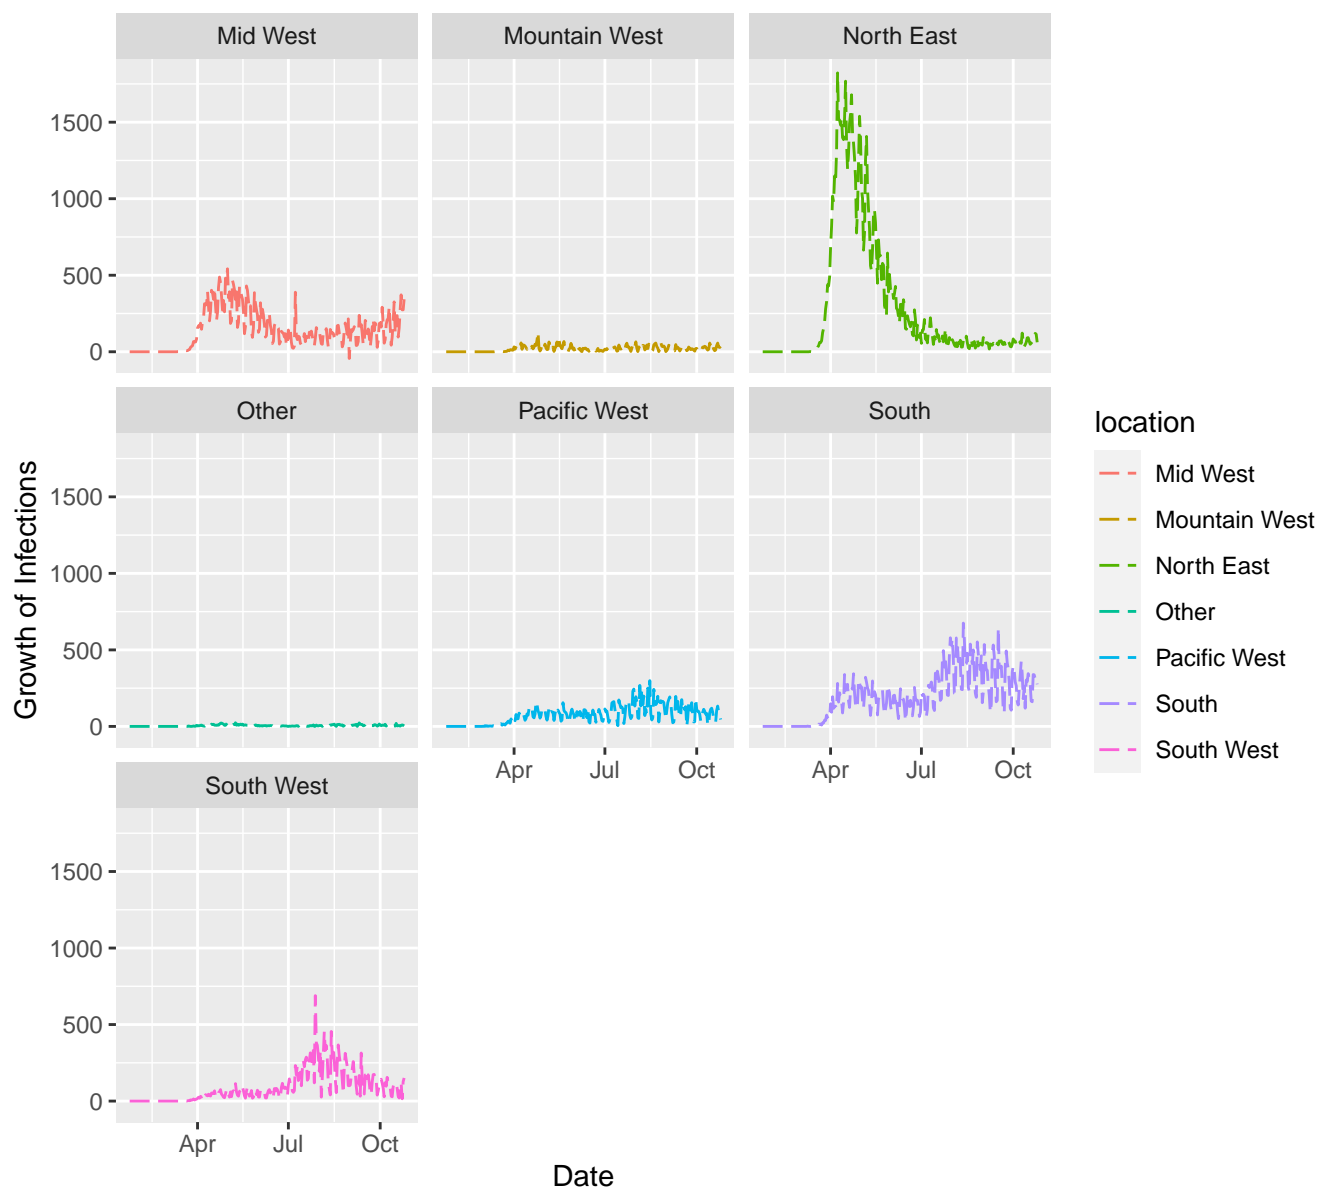 Mid West
Mountain West
North East
1500
1000
500
0
Other
Pacific West
South
1500
1000
500
0
Apr
Jul
Oct
Apr
Jul
Oct
South West
1500
1000
500
0
Apr
Jul
Oct
Growth of Infections
Date
location
Mid West
Mountain West
North East
Other
Pacific West
South
South West